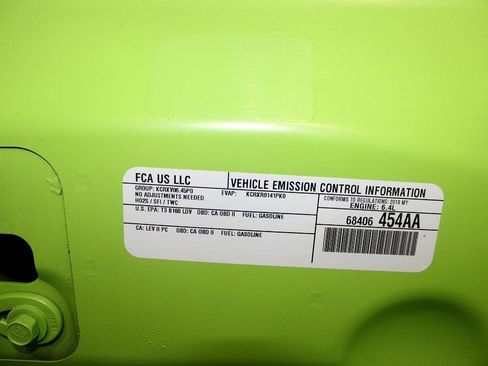 FCA US LLC
VEHICLE EMISSION CONTROL INFORMATION
GROUP: KCRXV06.45P0
EVAP: KCRXR0141PK0
NO ADJUSTMENTS NEEDED
HO2S / SFI / TWC
CONFORMS TO REGULATIONS: 2019 MY
ENGINE: 6.4L
U.S. EPA: T3 B160 LDV OBD: CA OBD II FUEL: GASOLINE
68406 454AA
CA: LEV II PC OBD: CA OBD II FUEL: GASOLINE